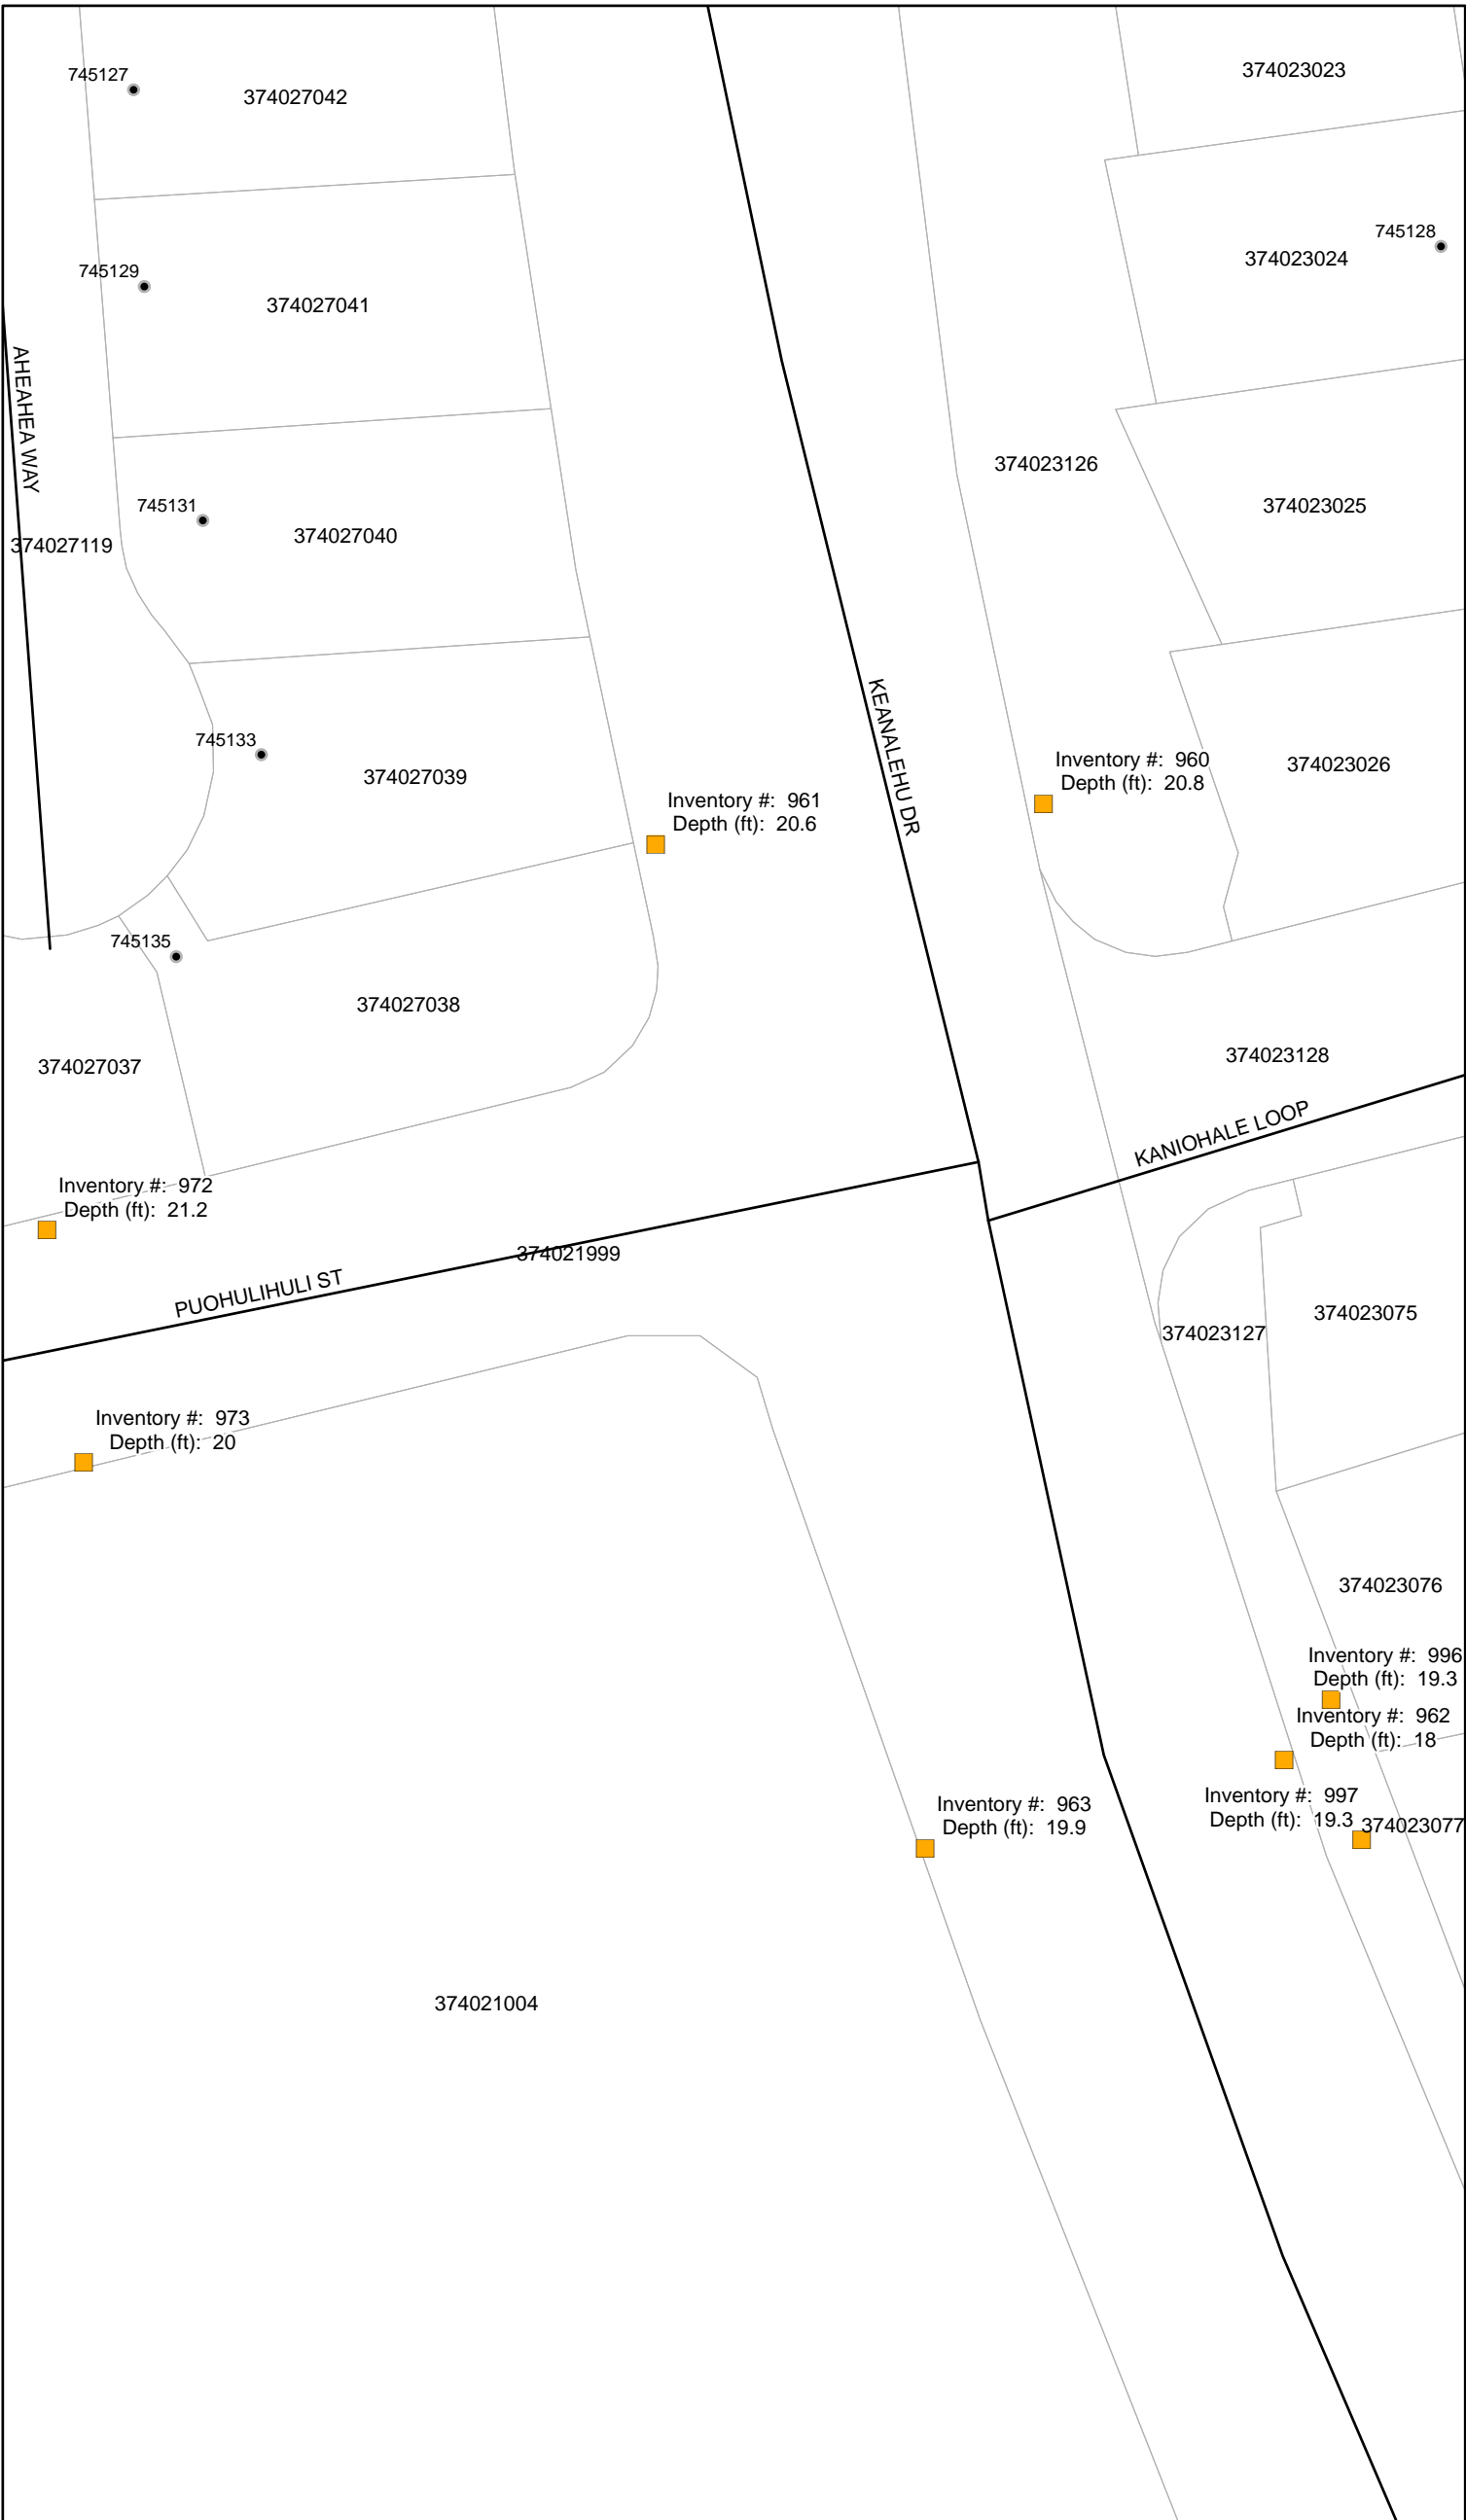 374023023
745127
374027042
745128
374023024
745129
374027041
AHEAHEA WAY
374023126
745131
374023025
374027040
374027119
KEANALEHU DR
745133
374027039
Inventory #: 960
Depth (ft): 20.8
374023026
Inventory #: 961
Depth (ft): 20.6
745135
374027038
374027037
374023128
KANIOHALE LOOP
Inventory #: 972
Depth (ft): 21.2
374021999
PUOHULIHULI ST
374023075
374023127
Inventory #: 973
Depth (ft): 20
374023076
Inventory #: 996
Depth (ft): 19.3
Inventory #: 962
Depth (ft): 18
Inventory #: 997
Depth (ft): 19.3
374023077
Inventory #: 963
Depth (ft): 19.9
374021004